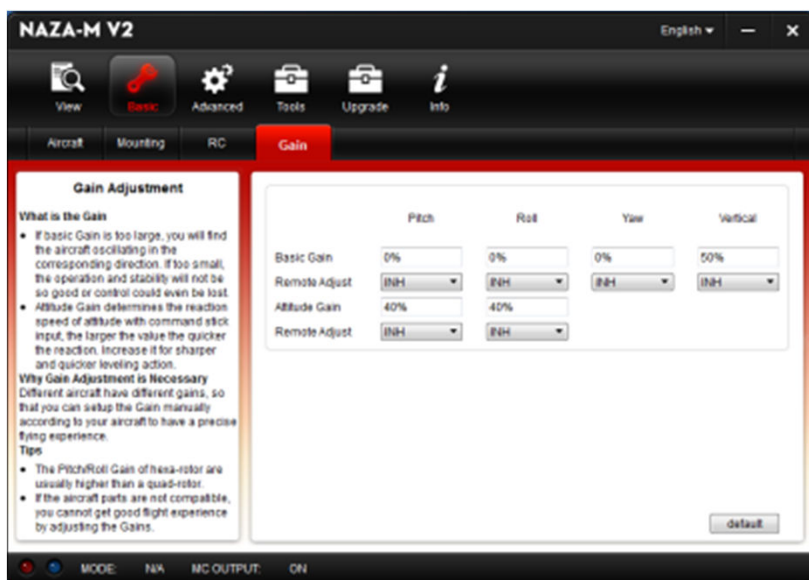 NAZA-M V2
English
View
Basic
Advanced
Tools
Upgrade
Info
Aircraft
Mounting
RC
Gain
Gain Adjustment
What is the Gain
• If basic Gain is too large, you will find
the aircraft oscillating in the
corresponding direction. If too small,
the operation and stability will not be
so good or control could even be lost.
• Attitude Gain determines the reaction
speed of attitude with command stick
input, the larger the value the quicker
the reaction. Increase it for sharper
and quicker leveling action.
Why Gain Adjustment is Necessary
Different aircraft have different gains, so
that you can setup the Gain manually
according to your aircraft to have a precise
flying experience.
Tips
• The Pitch/Roll Gain of hexa-rotor are
usually higher than a quad-rotor.
• If the aircraft parts are not compatible,
you cannot get good flight experience
by adjusting the Gains.
Pitch Roll Yaw Vertical
Basic Gain 0% 0% 0% 50%
Remote Adjust INH INH INH INH
Attitude Gain 40% 40%
Remote Adjust INH INH
default
MODE: N/A MC OUTPUT: ON